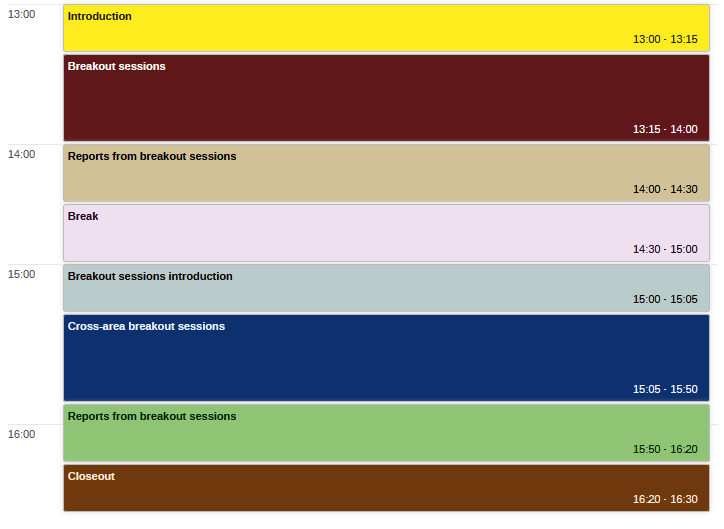 13:00
Introduction
13:00 - 13:15
Breakout sessions
13:15 - 14:00
14:00
Reports from breakout sessions
14:00 - 14:30
Break
14:30 - 15:00
15:00
Breakout sessions introduction
15:00 - 15:05
Cross-area breakout sessions
15:05 - 15:50
Reports from breakout sessions
16:00
15:50 - 16:20
Closeout
16:20 - 16:30